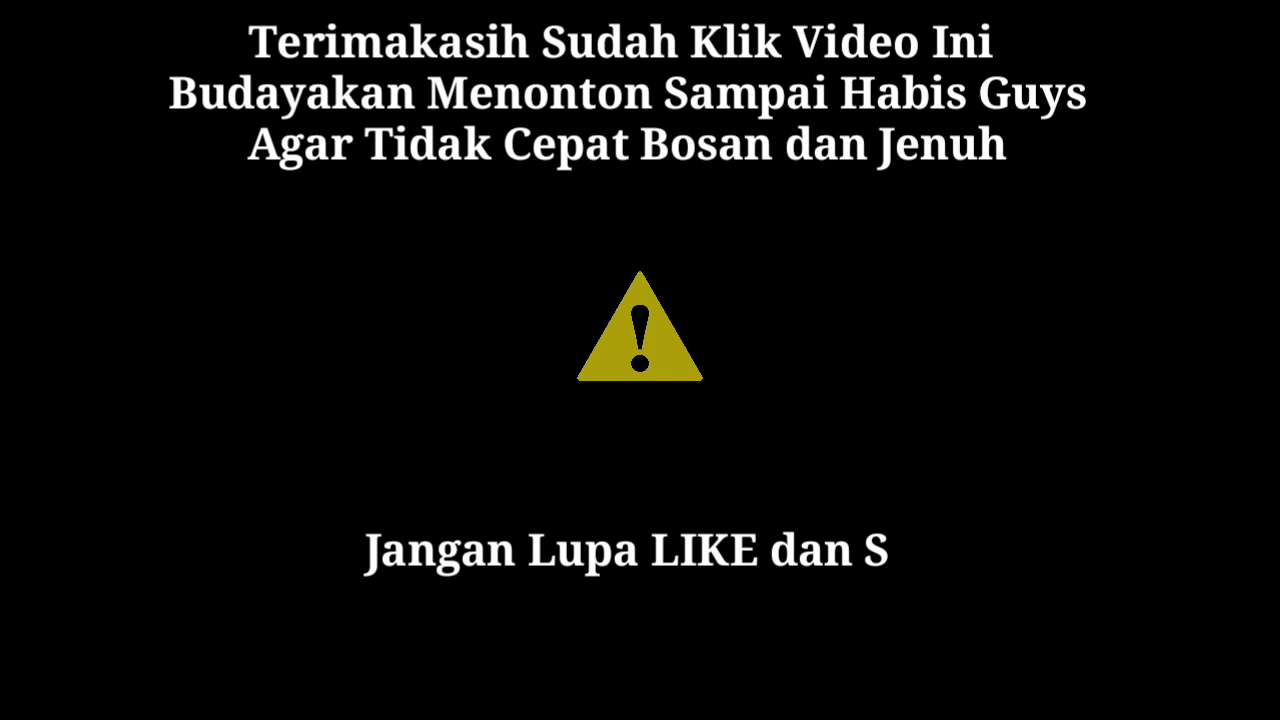 Terimakasih Sudah Klik Video Ini
Budayakan Menonton Sampai Habis Guys
Agar Tidak Cepat Bosan dan Jenuh
!
Jangan Lupa LIKE dan S